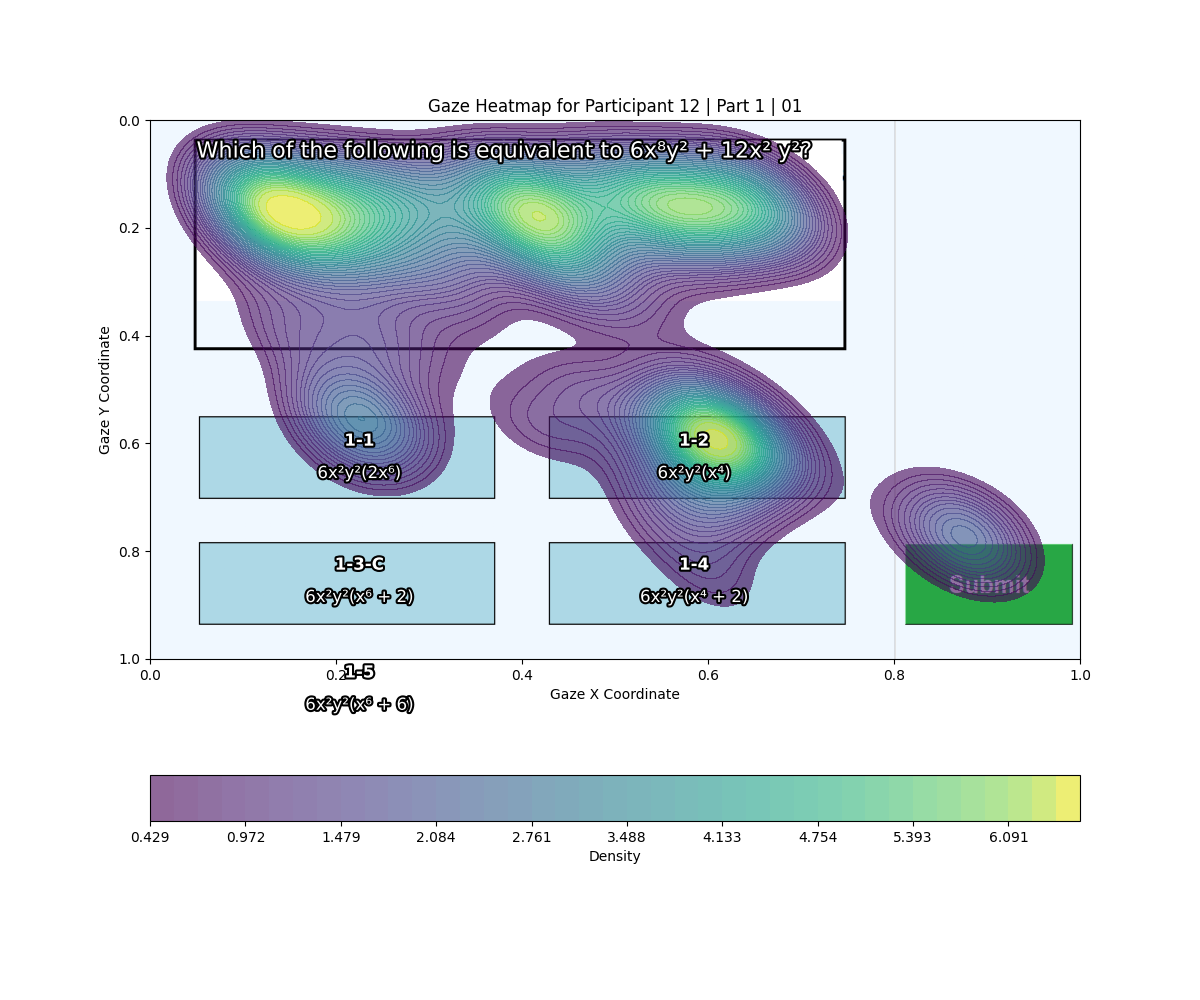 Gaze Heatmap for Participant 12 | Part 1 | 01
0.0
Which of the following is equivalent to 6x⁸y² + 12x² y²?
0.2
0.4
Gaze Y Coordinate
0.6
0.8
1.0
1-1
6x²y²(2x⁶)
1-2
6x²y²(x⁴)
1-3-C
6x²y²(x⁶ + 2)
1-4
6x²y²(x⁴ + 2)
Submit
0.0 0.2 0.4 0.6 0.8 1.0
1-5
6x²y²(x⁶ + 6)
Gaze X Coordinate
0.429 0.972 1.479 2.084 2.761 3.488 4.133 4.754 5.393 6.091
Density